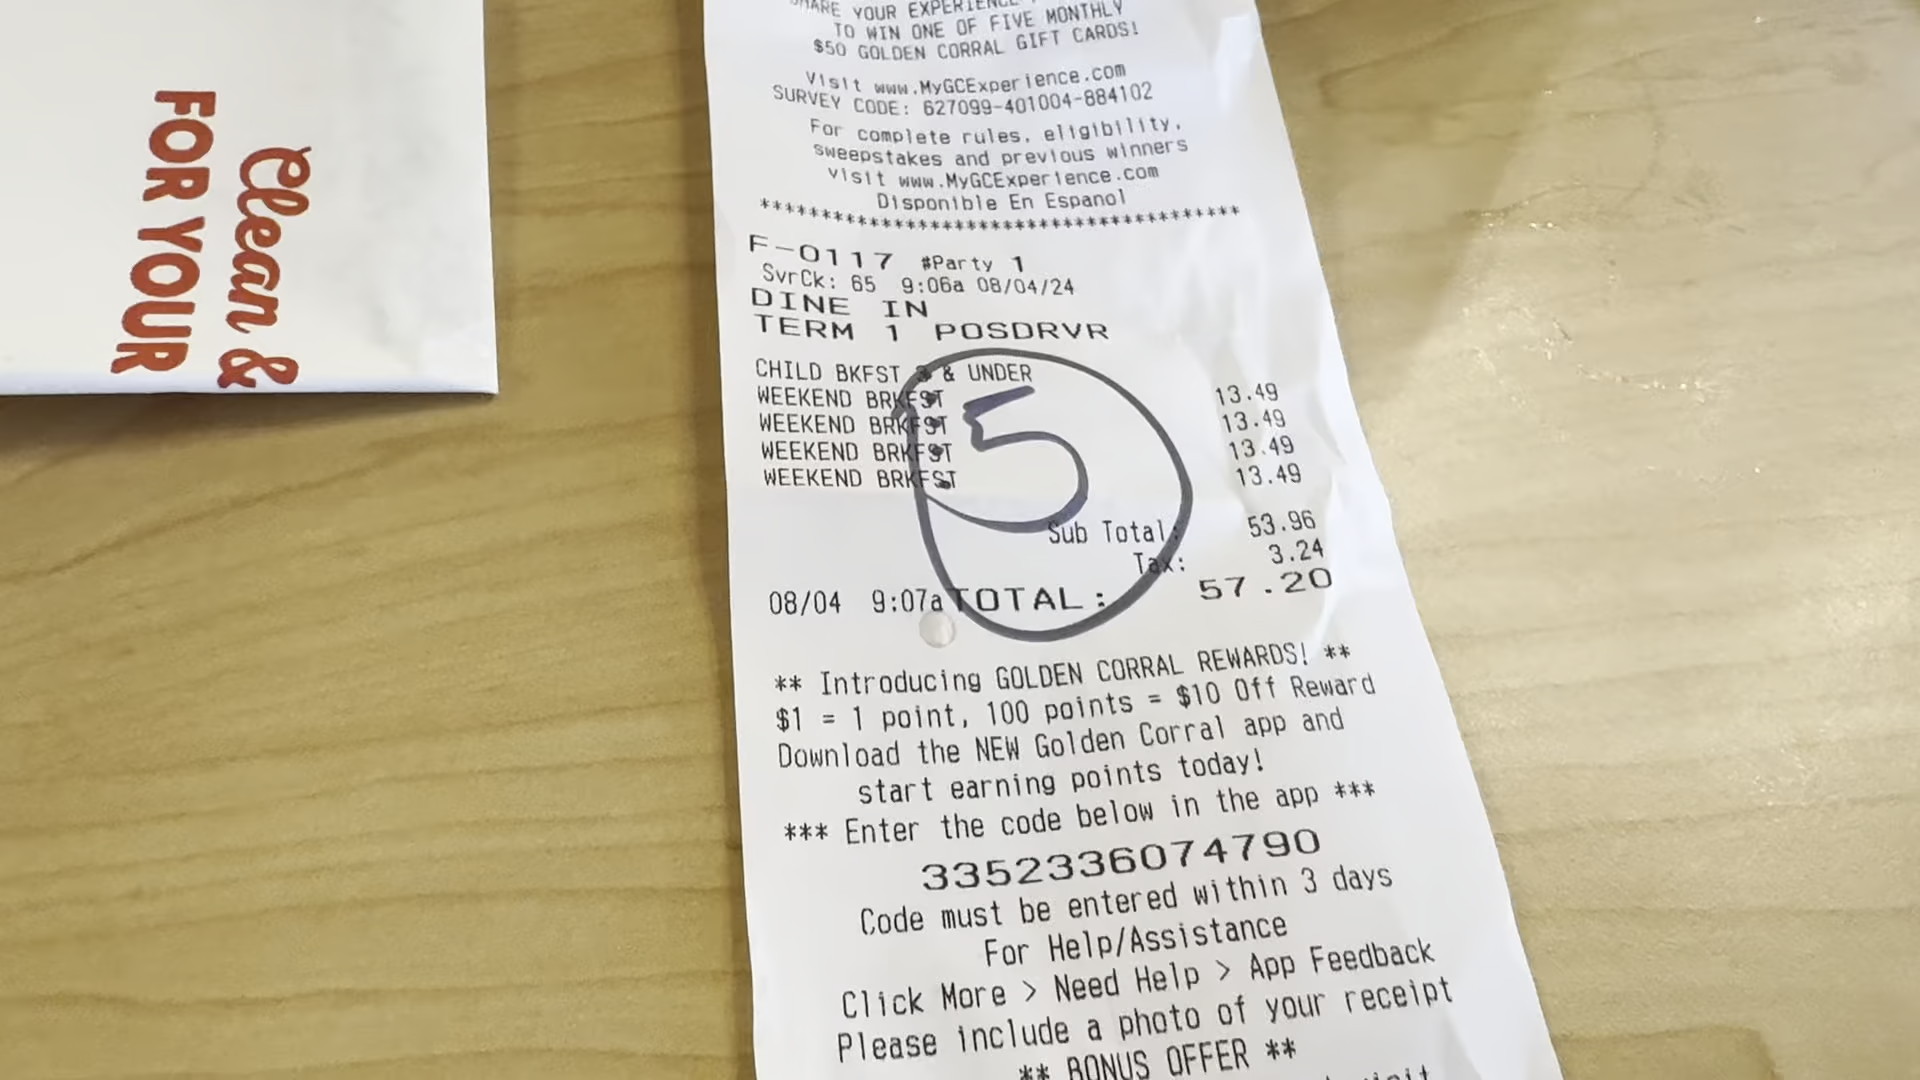 Clean &
FOR YOUR
SHARE YOUR EXPERIENCE
TO WIN ONE OF FIVE MONTHLY
$50 GOLDEN CORRAL GIFT CARDS!
Visit www.MyGCExperience.com
SURVEY CODE: 627099-401004-884102
For complete rules, eligibility,
sweepstakes and previous winners
visit www.MyGCExperience.com
Disponible En Espanol
***************************************
F-0117 #Party 1
SvrCk: 65 9:06a 08/04/24
DINE IN
TERM 1 POSDRVR
CHILD BKFST 3 & UNDER
WEEKEND BRKFST 13.49
WEEKEND BRKFST 13.49
WEEKEND BRKFST 13.49
WEEKEND BRKFST 13.49
5
Sub Total: 53.96
Tax: 3.24
08/04 9:07a TOTAL: 57.20
** Introducing GOLDEN CORRAL REWARDS! **
$1 = 1 point, 100 points = $10 Off Reward
Download the NEW Golden Corral app and
start earning points today!
*** Enter the code below in the app ***
3352336074790
Code must be entered within 3 days
For Help/Assistance
Click More > Need Help > App Feedback
Please include a photo of your receipt
** BONUS OFFER **